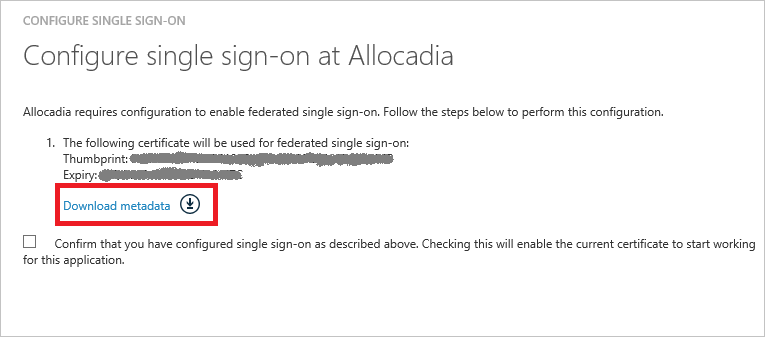 CONFIGURE SINGLE SIGN-ON
Configure single sign-on at Allocadia
Allocadia requires configuration to enable federated single sign-on. Follow the steps below to perform this configuration.
1. The following certificate will be used for federated single sign-on:
Thumbprint:
Expiry:
Download metadata
Confirm that you have configured single sign-on as described above. Checking this will enable the current certificate to start working
for this application.